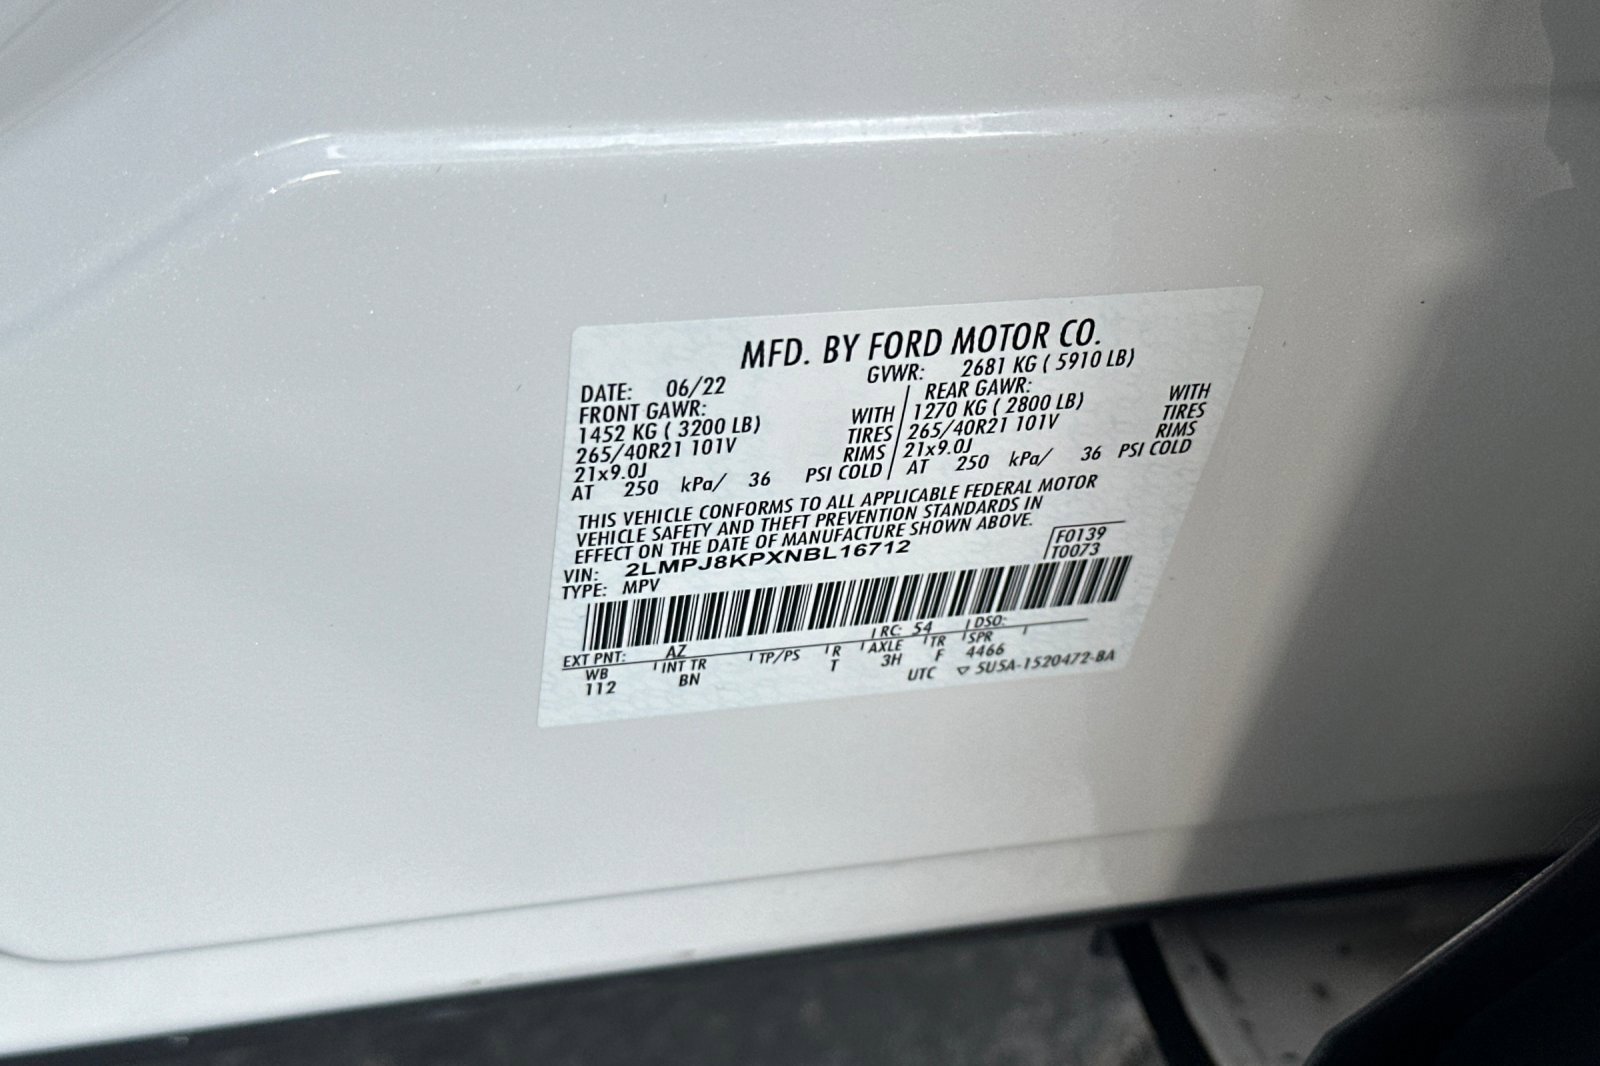 MFD. BY FORD MOTOR CO.
DATE: 06/22 GVWR: 2681 KG ( 5910 LB)
FRONT GAWR: REAR GAWR:
1452 KG ( 3200 LB) WITH 1270 KG ( 2800 LB) WITH
265/40R21 101V TIRES 265/40R21 101V TIRES
21x9.0J RIMS 21x9.0J RIMS
AT 250 kPa/ 36 PSI COLD AT 250 kPa/ 36 PSI COLD
THIS VEHICLE CONFORMS TO ALL APPLICABLE FEDERAL MOTOR
VEHICLE SAFETY AND THEFT PREVENTION STANDARDS IN
EFFECT ON THE DATE OF MANUFACTURE SHOWN ABOVE.
VIN: 2LMPJ8KPXNBL16712 F0139
TYPE: MPV T0073
EXT PNT: AZ RC: 54 DSO:
WB INT TR TP/PS R AXLE TR SPR
112 BN T 3H F 4466
UTC ▽ 5U5A-1520472-BA